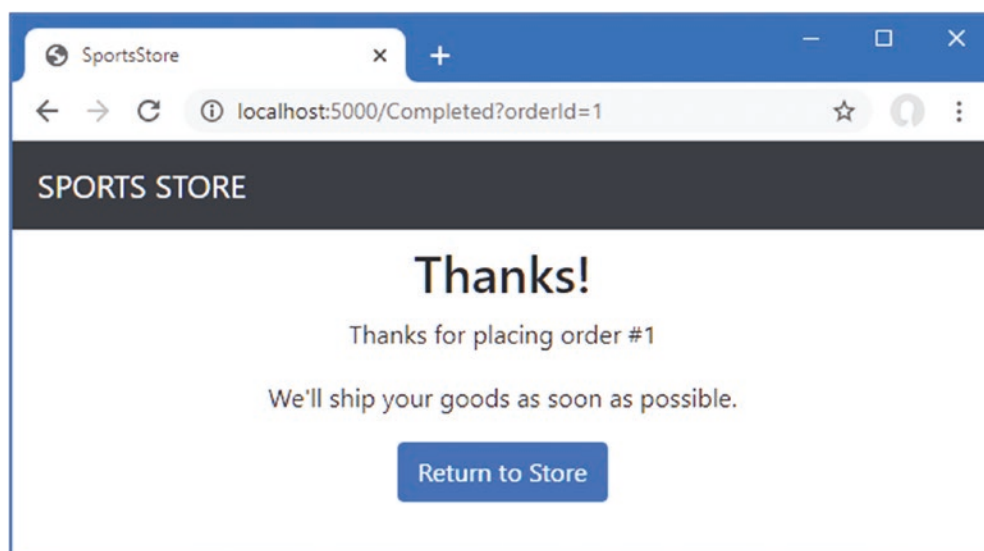 SportsStore
localhost:5000/Completed?orderId=1
SPORTS STORE
Thanks!
Thanks for placing order #1
We'll ship your goods as soon as possible.
Return to Store